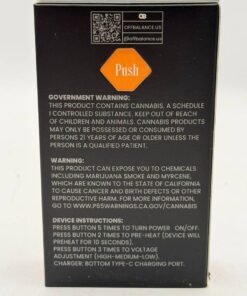 OFFBALANCE.US
@offbalance.us
Push
GOVERNMENT WARNING:
THIS PRODUCT CONTAINS CANNABIS, A SCHEDULE
I CONTROLLED SUBSTANCE. KEEP OUT OF REACH
OF CHILDREN AND ANIMALS. CANNABIS PRODUCTS
MAY ONLY BE POSSESSED OR CONSUMED BY
PERSONS 21 YEARS OF AGE OR OLDER UNLESS THE
PERSON IS A QUALIFIED PATIENT.
WARNING:
THIS PRODUCT CAN EXPOSE YOU TO CHEMICALS
INCLUDING MARIJUANA SMOKE AND MYRCENE,
WHICH ARE KNOWN TO THE STATE OF CALIFORNIA
TO CAUSE CANCER AND BIRTH DEFECTS OR OTHER
REPRODUCTIVE HARM. FOR MORE INFORMATION,
GO TO WWW.P65WARNINGS.CA.GOV/CANNABIS
DEVICE INSTRUCTIONS:
PRESS BUTTON 5 TIMES TO TURN POWER ON/OFF.
PRESS BUTTON 2 TIMES TO PRE-HEAT (DEVICE WILL
PREHEAT FOR 10 SECONDS).
PRESS BUTTON 3 TIMES TO VOLTAGE
ADJUSTMENT (HIGH-MEDIUM-LOW).
CHARGER: BOTTOM TYPE-C CHARGING PORT.